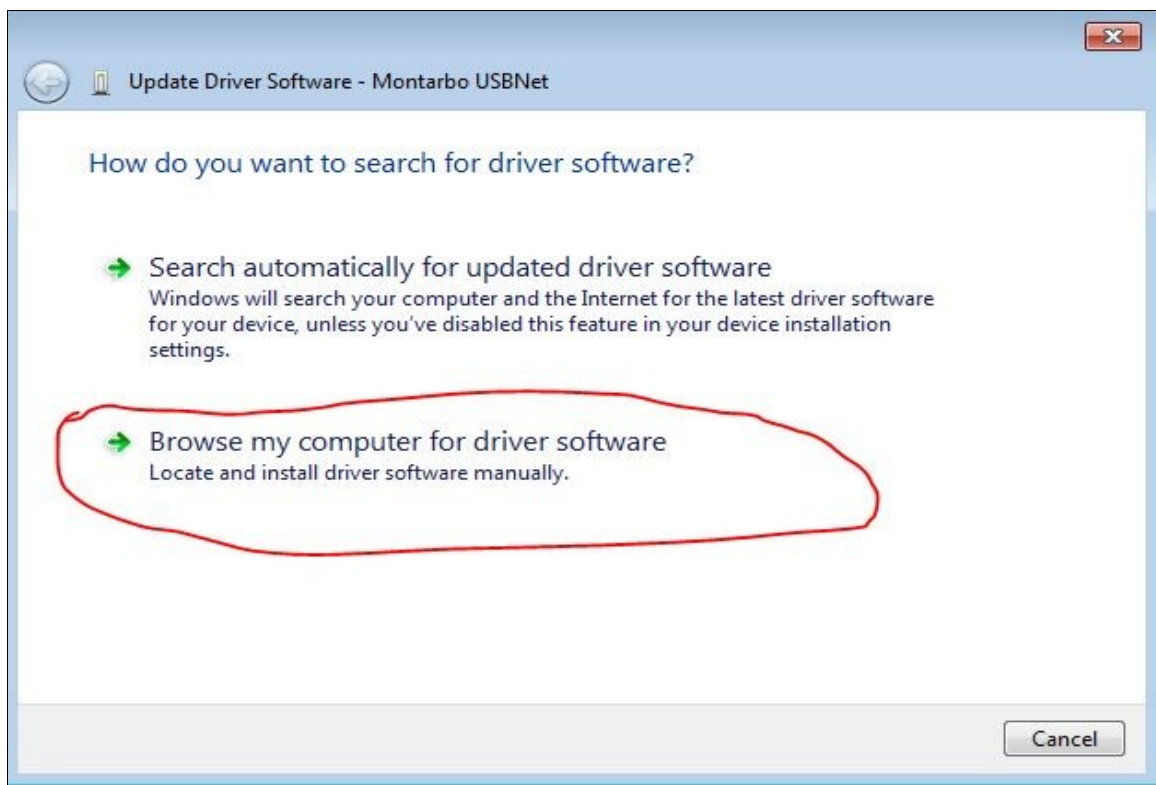 Update Driver Software - Montarbo USBNet
How do you want to search for driver software?
Search automatically for updated driver software
Windows will search your computer and the Internet for the latest driver software
for your device, unless you've disabled this feature in your device installation
settings.
Browse my computer for driver software
Locate and install driver software manually.
Cancel